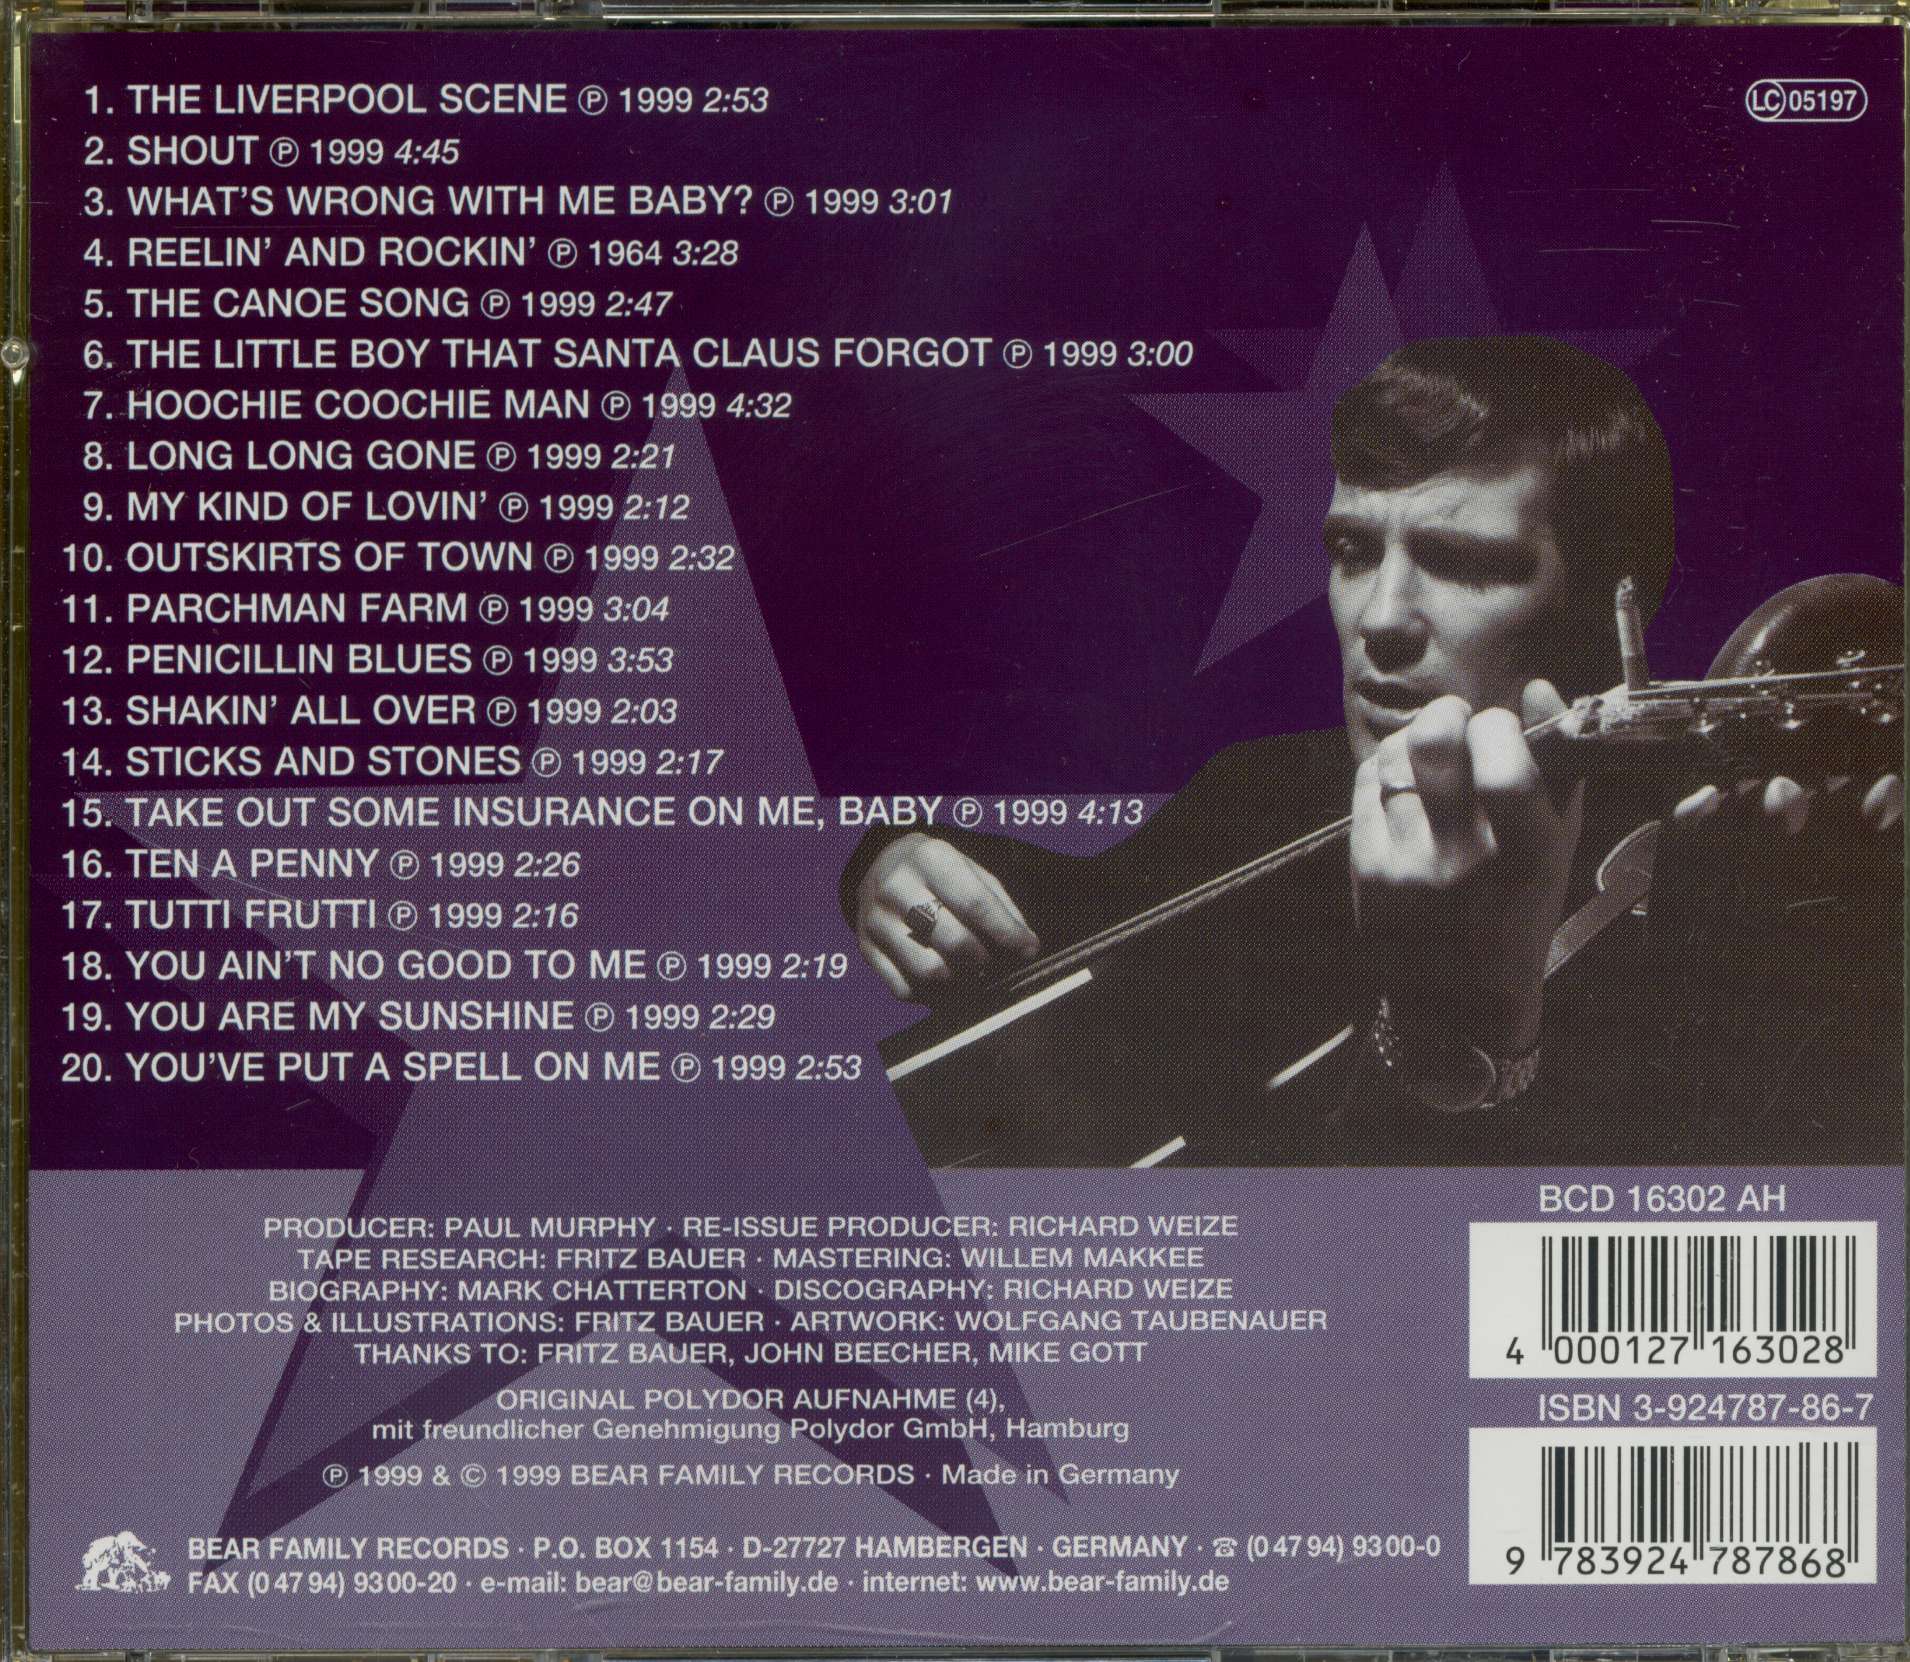 1. THE LIVERPOOL SCENE Ⓟ 1999 2:53
LC 05197
2. SHOUT Ⓟ 1999 4:45
3. WHAT'S WRONG WITH ME BABY? Ⓟ 1999 3:01
4. REELIN' AND ROCKIN' Ⓟ 1964 3:28
5. THE CANOE SONG Ⓟ 1999 2:47
6. THE LITTLE BOY THAT SANTA CLAUS FORGOT Ⓟ 1999 3:00
7. HOOCHIE COOCHIE MAN Ⓟ 1999 4:32
8. LONG LONG GONE Ⓟ 1999 2:21
9. MY KIND OF LOVIN' Ⓟ 1999 2:12
10. OUTSKIRTS OF TOWN Ⓟ 1999 2:32
11. PARCHMAN FARM Ⓟ 1999 3:04
12. PENICILLIN BLUES Ⓟ 1999 3:53
13. SHAKIN' ALL OVER Ⓟ 1999 2:03
14. STICKS AND STONES Ⓟ 1999 2:17
15. TAKE OUT SOME INSURANCE ON ME, BABY Ⓟ 1999 4:13
16. TEN A PENNY Ⓟ 1999 2:26
17. TUTTI FRUTTI Ⓟ 1999 2:16
18. YOU AIN'T NO GOOD TO ME Ⓟ 1999 2:19
19. YOU ARE MY SUNSHINE Ⓟ 1999 2:29
20. YOU'VE PUT A SPELL ON ME Ⓟ 1999 2:53
PRODUCER: PAUL MURPHY · RE-ISSUE PRODUCER: RICHARD WEIZE
TAPE RESEARCH: FRITZ BAUER · MASTERING: WILLEM MAKKEE
BIOGRAPHY: MARK CHATTERTON · DISCOGRAPHY: RICHARD WEIZE
PHOTOS & ILLUSTRATIONS: FRITZ BAUER · ARTWORK: WOLFGANG TAUBENAUER
THANKS TO: FRITZ BAUER, JOHN BEECHER, MIKE GOTT
ORIGINAL POLYDOR AUFNAHME (4),
mit freundlicher Genehmigung Polydor GmbH, Hamburg
Ⓟ 1999 & © 1999 BEAR FAMILY RECORDS · Made in Germany
BEAR FAMILY RECORDS · P.O. BOX 1154 · D-27727 HAMBERGEN · GERMANY · ☎ (0 47 94) 93 00-0
FAX (0 47 94) 93 00-20 · e-mail: bear@bear-family.de · internet: www.bear-family.de
BCD 16302 AH
4 000127 163028
ISBN 3-924787-86-7
9 783924 787868